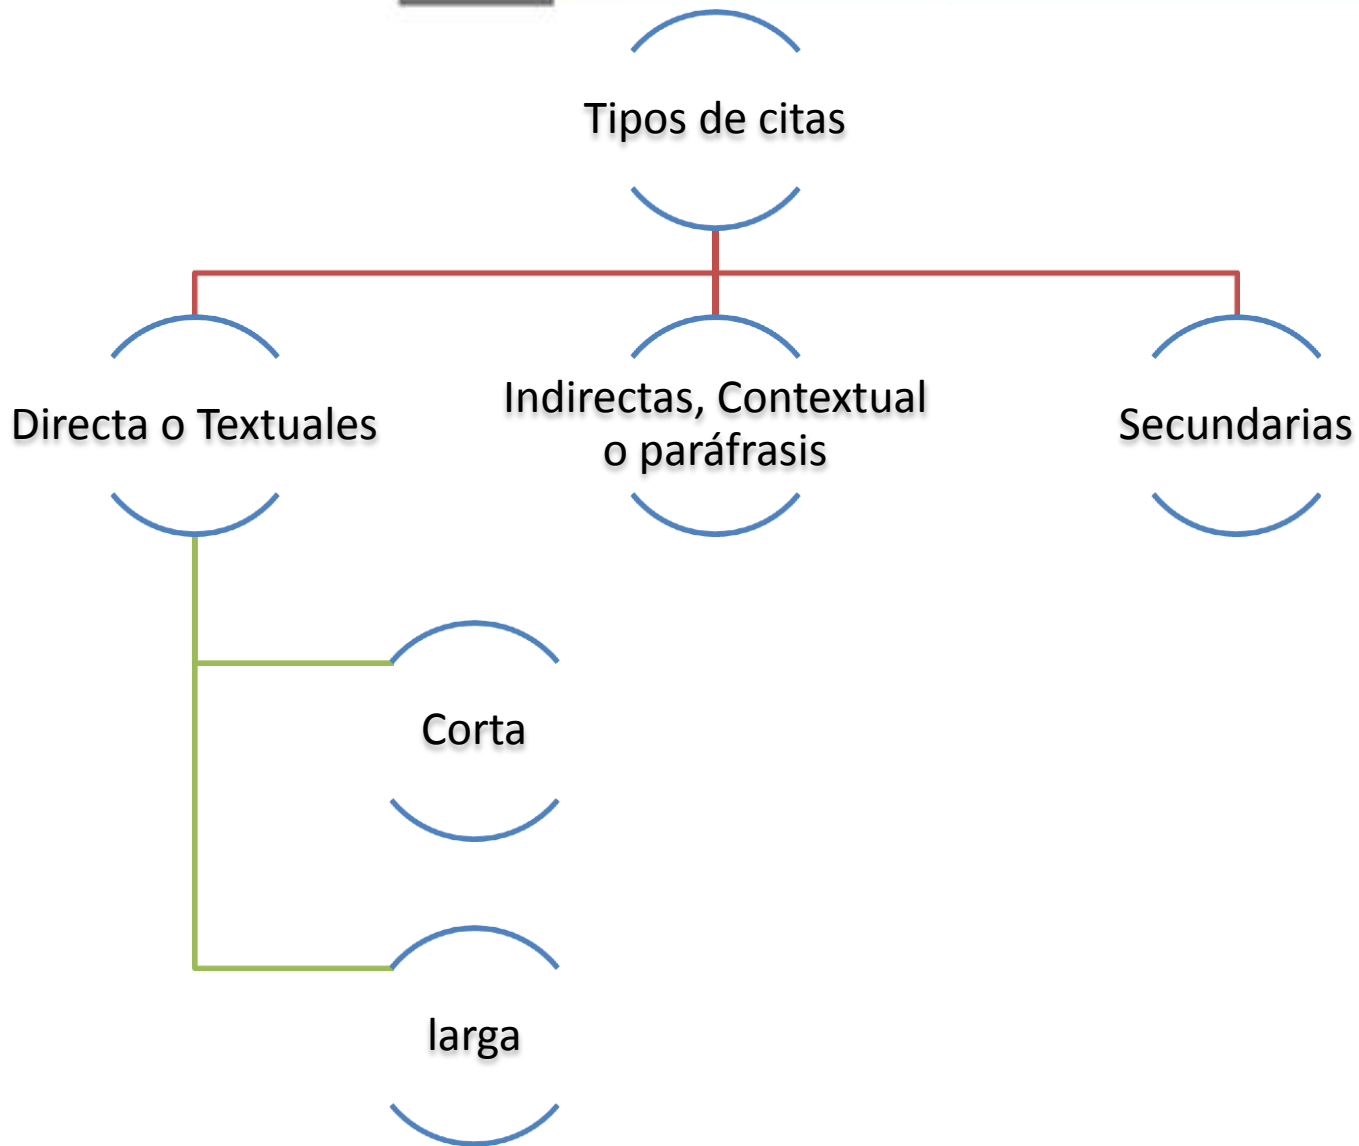 Tipos de citas
Directa o Textuales
Indirectas, Contextual
o paráfrasis
Secundarias
Corta
larga